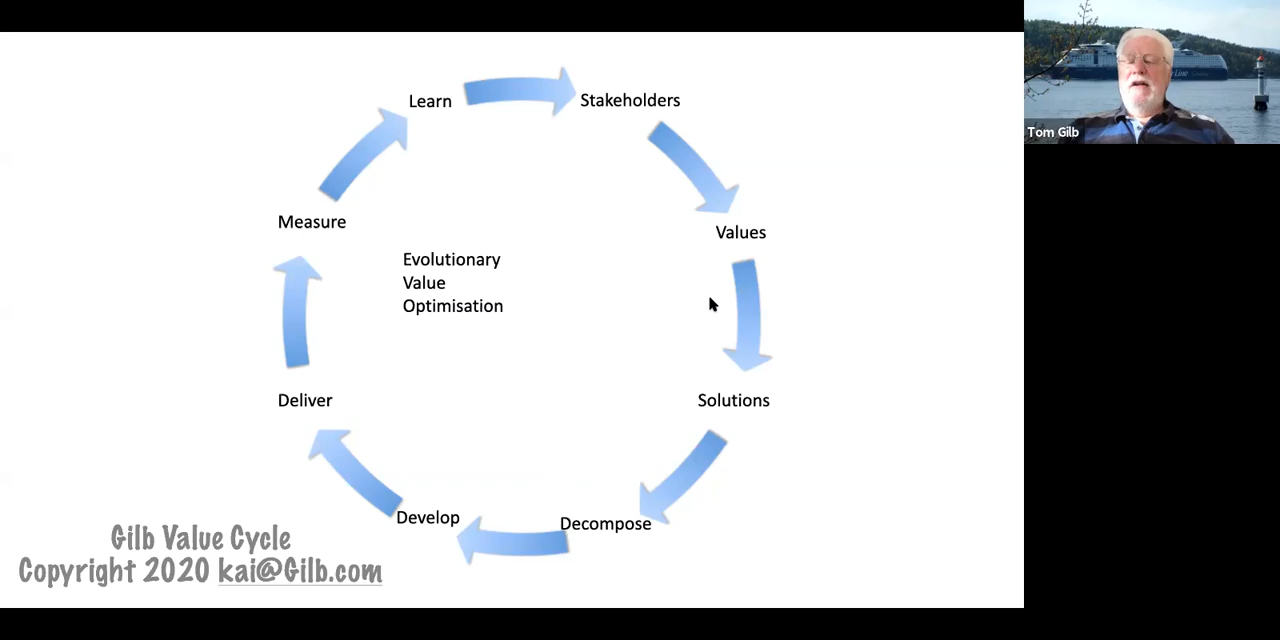 Learn
Stakeholders
Measure
Values
Evolutionary
Value
Optimisation
Deliver
Solutions
Develop
Decompose
Gilb Value Cycle
Copyright 2020 kai@Gilb.com
Line
Tom Gilb